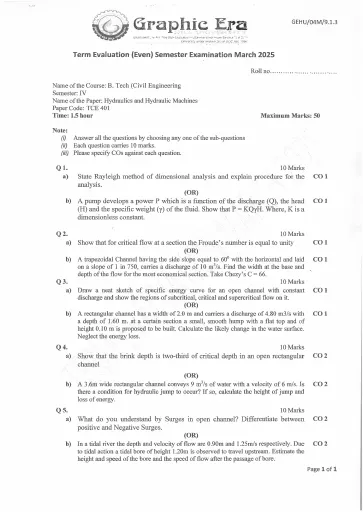 Graphic Era
GEHU/04M/9.1.3
Term Evaluation (Even) Semester Examination March 2025
Roll no..............................
Name of the Course: B. Tech (Civil Engineering
Semester: IV
Name of the Paper: Hydraulics and Hydraulic Machines
Paper Code: TCE 401
Time: 1.5 hour Maximum Marks: 50
Note:
(i) Answer all the questions by choosing any one of the sub-questions
(ii) Each question carries 10 marks.
(iii) Please specify COs against each question.
Q 1. 10 Marks
a) State Rayleigh method of dimensional analysis and explain procedure for the CO 1
analysis.
(OR)
b) A pump develops a power P which is a function of the discharge (Q), the head CO 1
(H) and the specific weight (γ) of the fluid. Show that P = KQγH. Where, K is a
dimensionless constant.
Q 2. 10 Marks
a) Show that for critical flow at a section the Froude's number is equal to unity CO 1
(OR)
b) A trapezoidal Channel having the side slope equal to 60⁰ with the horizontal and laid CO 1
on a slope of 1 in 750, carries a discharge of 10 m³/s. Find the width at the base and
depth of the flow for the most economical section. Take Chezy's C = 66.
Q 3. 10 Marks
a) Draw a neat sketch of specific energy curve for an open channel with constant CO 1
discharge and show the regions of subcritical, critical and supercritical flow on it.
(OR)
b) A rectangular channel has a width of 2.0 m and carries a discharge of 4.80 m3/s with CO 1
a depth of 1.60 m. at a certain section a small, smooth hump with a flat top and of
height 0.10 m is proposed to be built. Calculate the likely change in the water surface.
Neglect the energy loss.
Q 4. 10 Marks
a) Show that the brink depth is two-third of critical depth in an open rectangular CO 2
channel
(OR)
b) A 3.6m wide rectangular channel conveys 9 m³/s of water with a velocity of 6 m/s. Is CO 2
there a condition for hydraulic jump to occur? If so, calculate the height of jump and
loss of energy.
Q 5. 10 Marks
a) What do you understand by Surges in open channel? Differentiate between CO 2
positive and Negative Surges.
(OR)
b) In a tidal river the depth and velocity of flow are 0.90m and 1.25m/s respectively. Due CO 2
to tidal action a tidal bore of height 1.20m is observed to travel upstream. Estimate the
height and speed of the bore and the speed of flow after the passage of bore.
Page 1 of 1